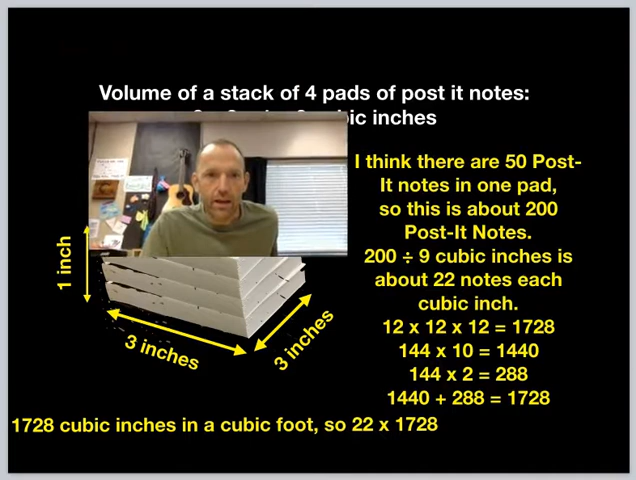 Volume of a stack of 4 pads of post it notes:
inches
I think there are 50 Post-
It notes in one pad,
so this is about 200
Post-It Notes.
200 ÷ 9 cubic inches is
about 22 notes each
cubic inch.
12 x 12 x 12 = 1728
144 x 10 = 1440
144 x 2 = 288
1440 + 288 = 1728
1 inch
3 inches
3 inches
1728 cubic inches in a cubic foot, so 22 x 1728